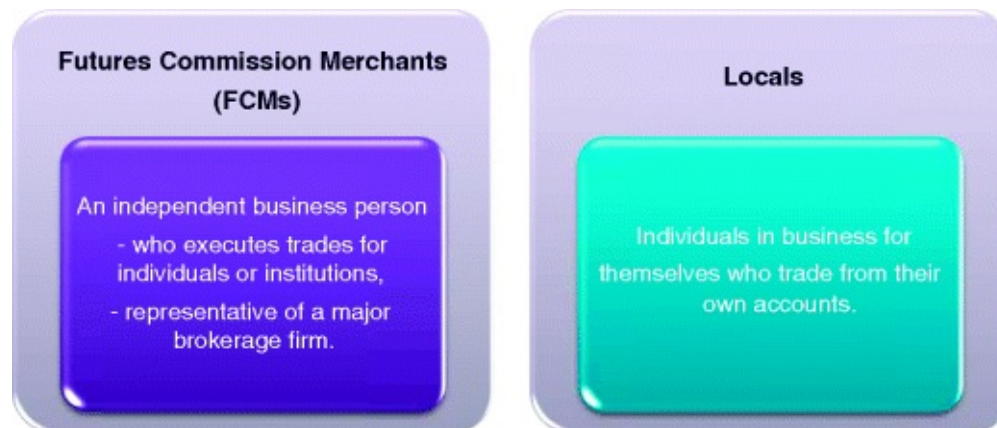 Futures Commission Merchants
(FCMs)
An independent business person
- who executes trades for
individuals or institutions,
- representative of a major
brokerage firm.
Locals
Individuals in business for
themselves who trade from their
own accounts.